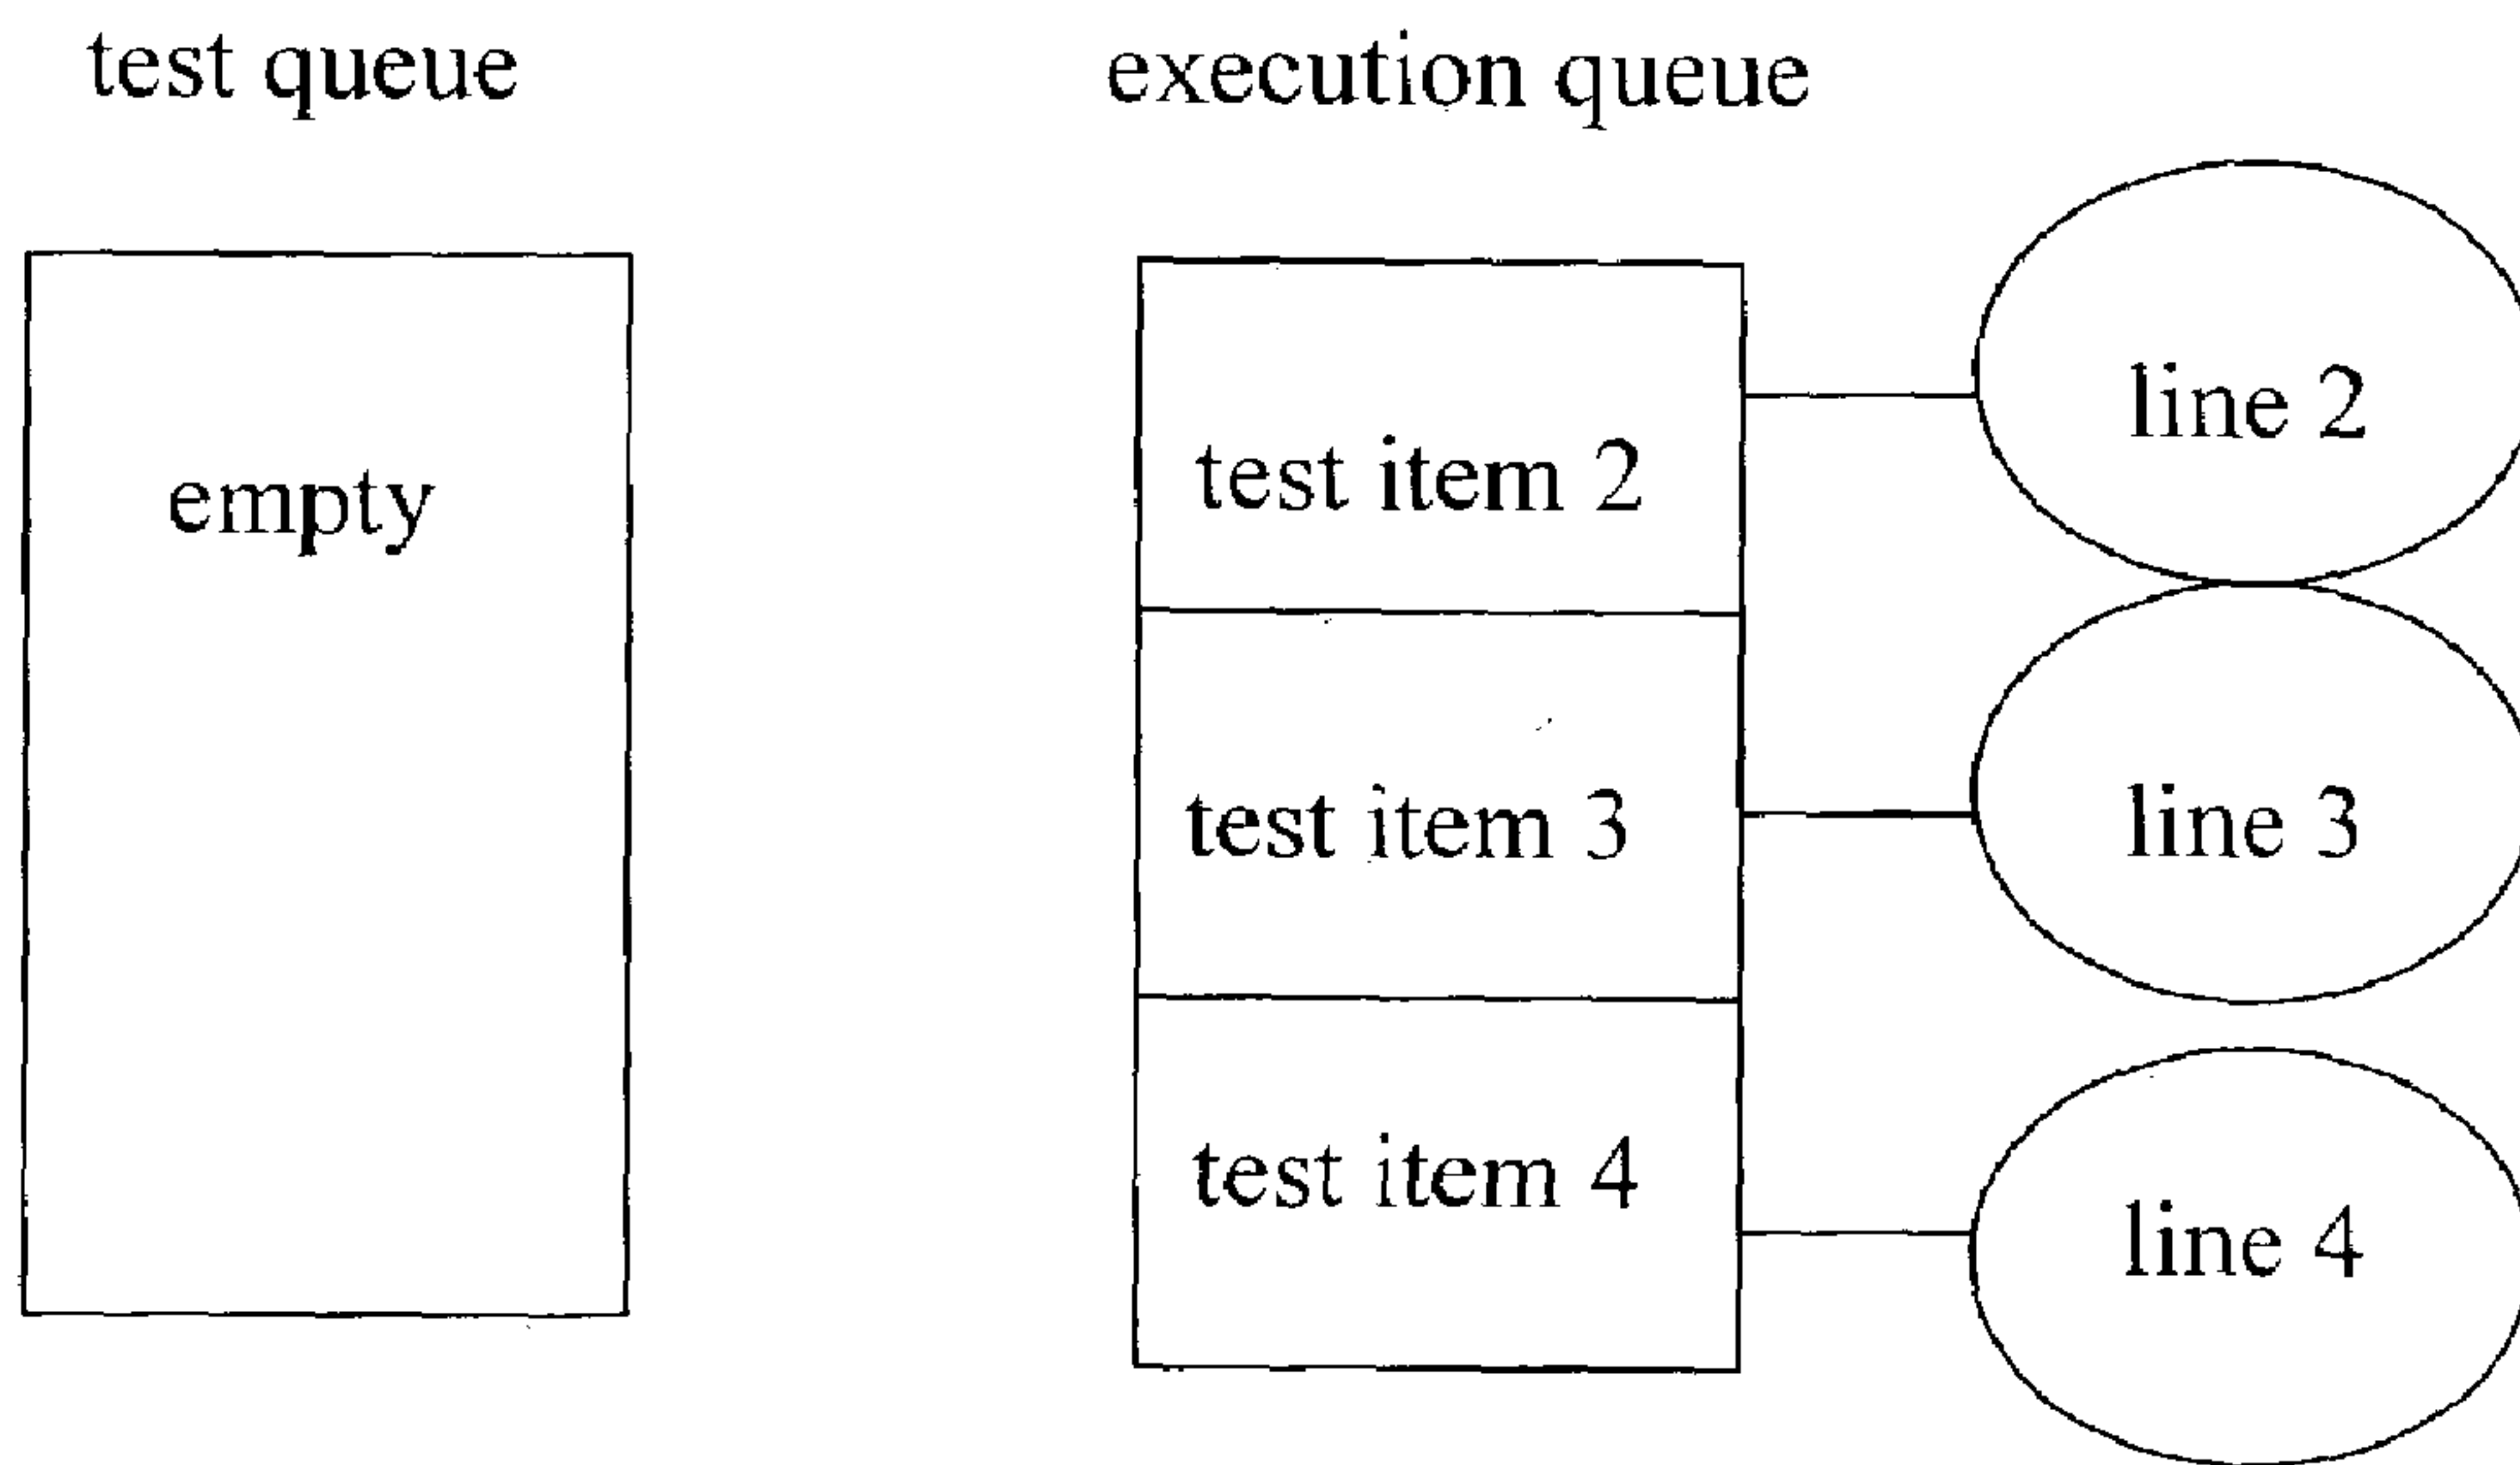 test queue
execution queue
empty
test item 2
line 2
test item 3
line 3
test item 4
line 4